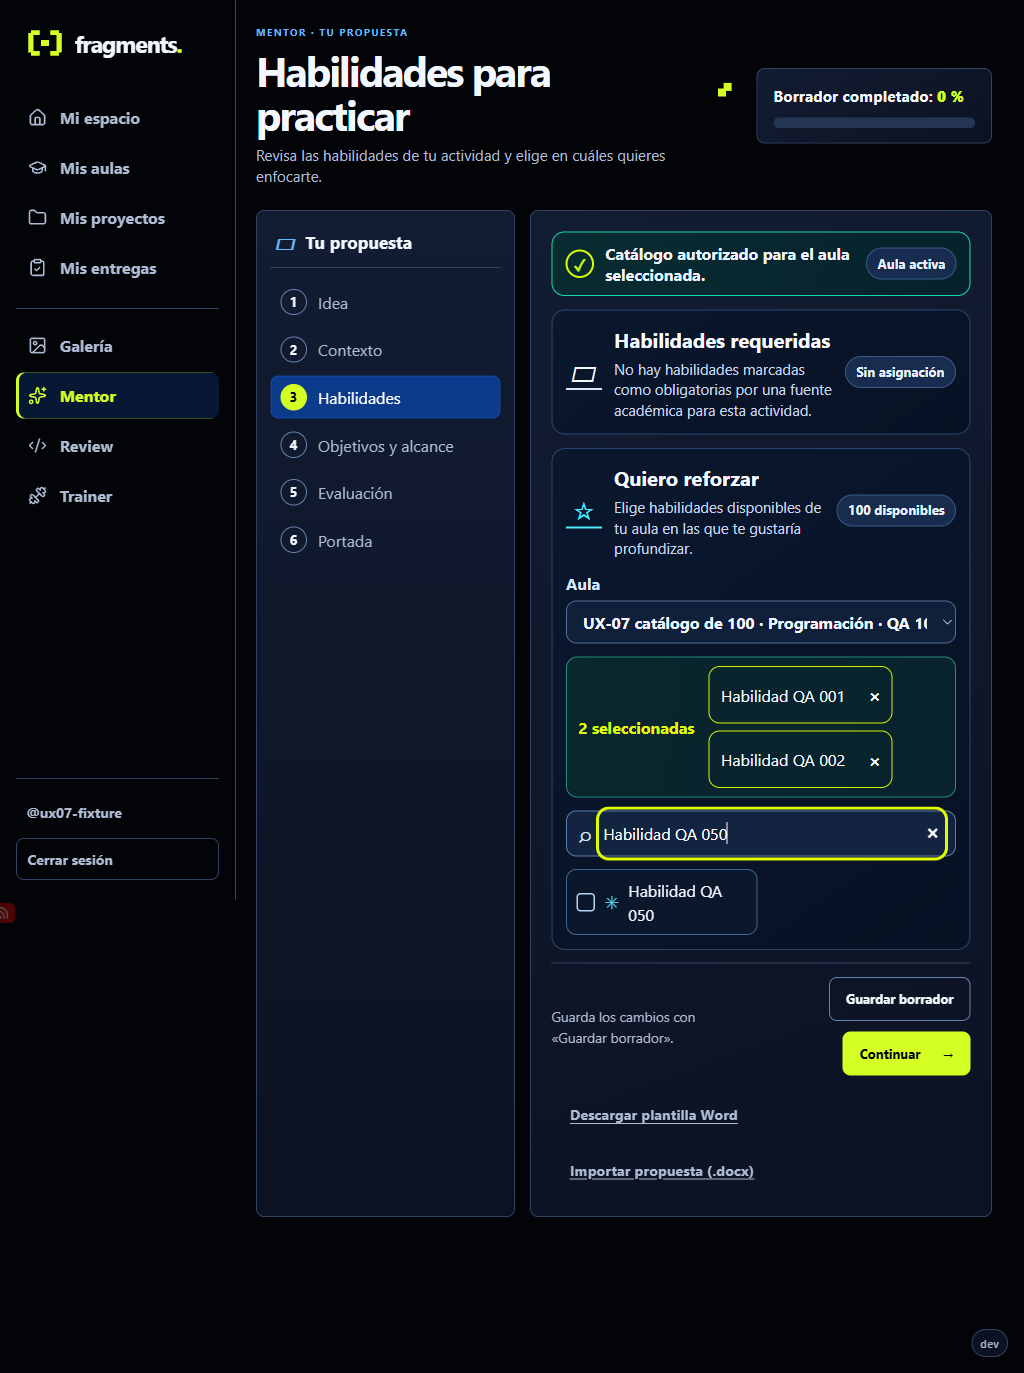 fragments.
Mi espacio
Mis aulas
Mis proyectos
Mis entregas
Galería
Mentor
Review
Trainer
@ux07-fixture
Cerrar sesión
MENTOR · TU PROPUESTA
Habilidades para
practicar
Revisa las habilidades de tu actividad y elige en cuáles quieres
enfocarte.
Borrador completado: 0 %
Tu propuesta
1 Idea
2 Contexto
3 Habilidades
4 Objetivos y alcance
5 Evaluación
6 Portada
Catálogo autorizado para el aula
seleccionada.
Aula activa
Habilidades requeridas
No hay habilidades marcadas
como obligatorias por una fuente
académica para esta actividad.
Sin asignación
Quiero reforzar
Elige habilidades disponibles de
tu aula en las que te gustaría
profundizar.
100 disponibles
Aula
UX-07 catálogo de 100 · Programación · QA 10
2 seleccionadas
Habilidad QA 001 ×
Habilidad QA 002 ×
Habilidad QA 050 ×
Habilidad QA
050
Guarda los cambios con
«Guardar borrador».
Guardar borrador
Continuar →
Descargar plantilla Word
Importar propuesta (.docx)
dev